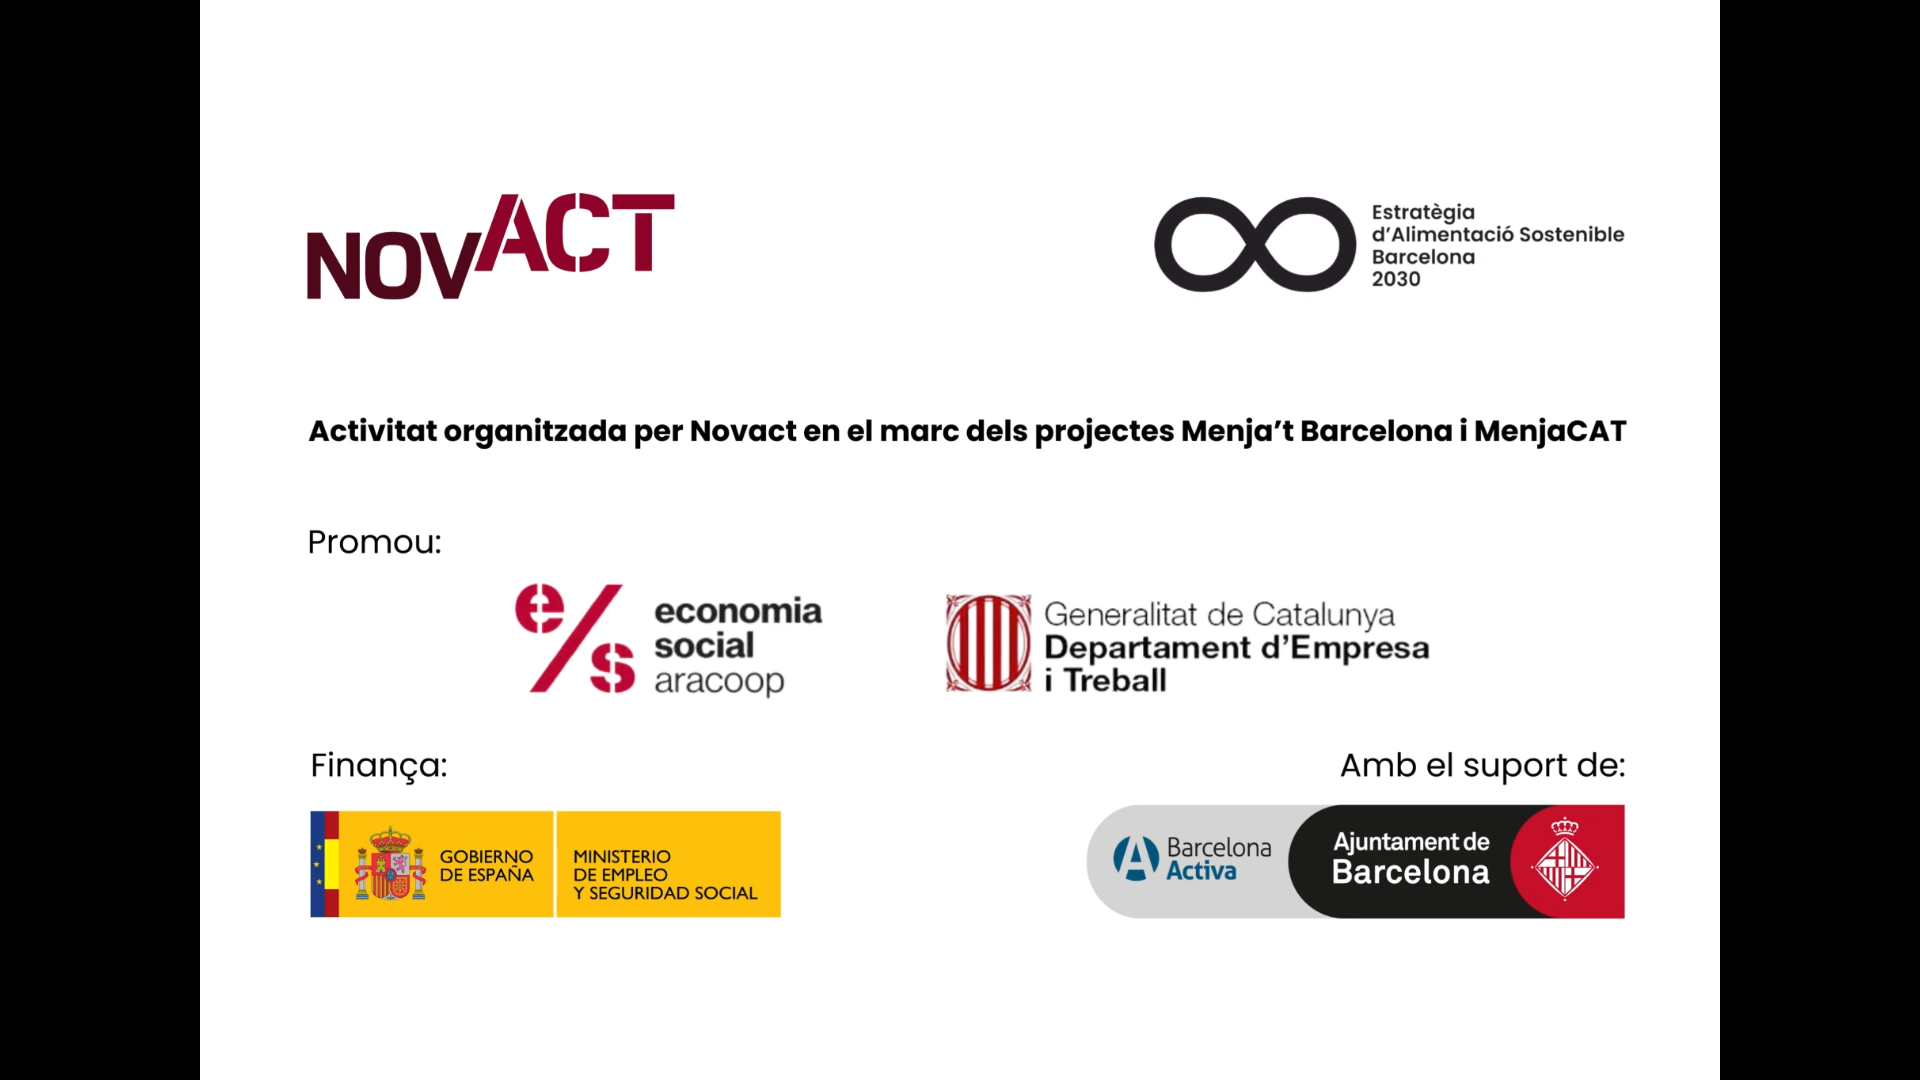 NOVACT
Estratègia
d’Alimentació Sostenible
Barcelona
2030
Activitat organitzada per Novact en el marc dels projectes Menja’t Barcelona i MenjaCAT
Promou:
e/s
economia
social
aracoop
Generalitat de Catalunya
Departament d’Empresa
i Treball
Finança:
GOBIERNO
DE ESPAÑA
MINISTERIO
DE EMPLEO
Y SEGURIDAD SOCIAL
Amb el suport de:
Barcelona
Activa
Ajuntament de
Barcelona